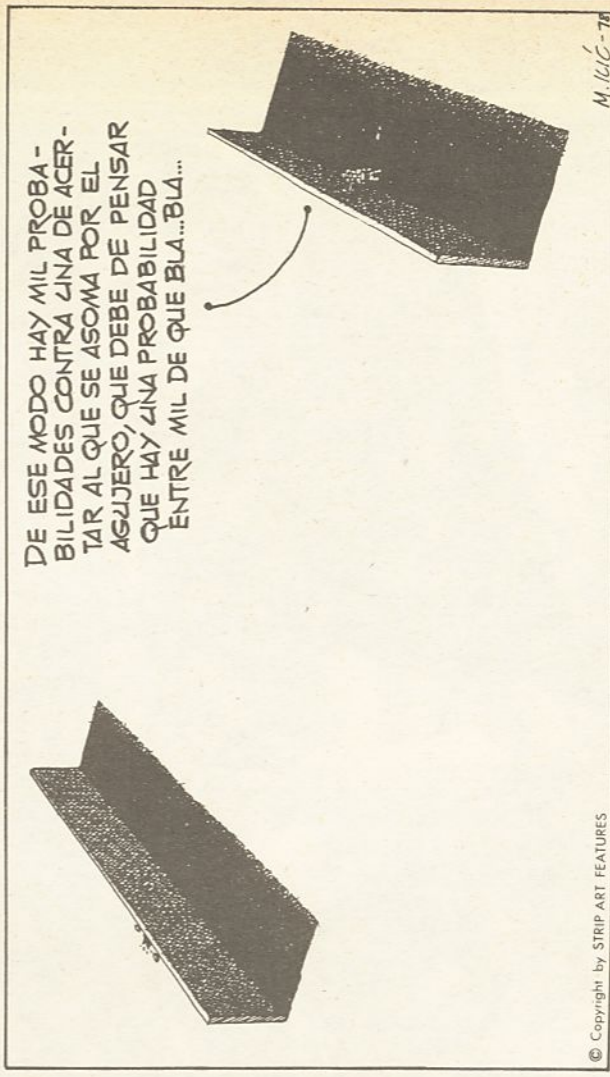 DE ESE MODO HAY MIL PROBA-
BILIDADES CONTRA UNA DE ACER-
TAR AL QUE SE ASOMA POR EL
AGUJERO, QUE DEBE DE PENSAR
QUE HAY UNA PROBABILIDAD
ENTRE MIL DE QUE BLA...BLA...
© Copyright by STRIP ART FEATURES
M. ILIĆ - 78